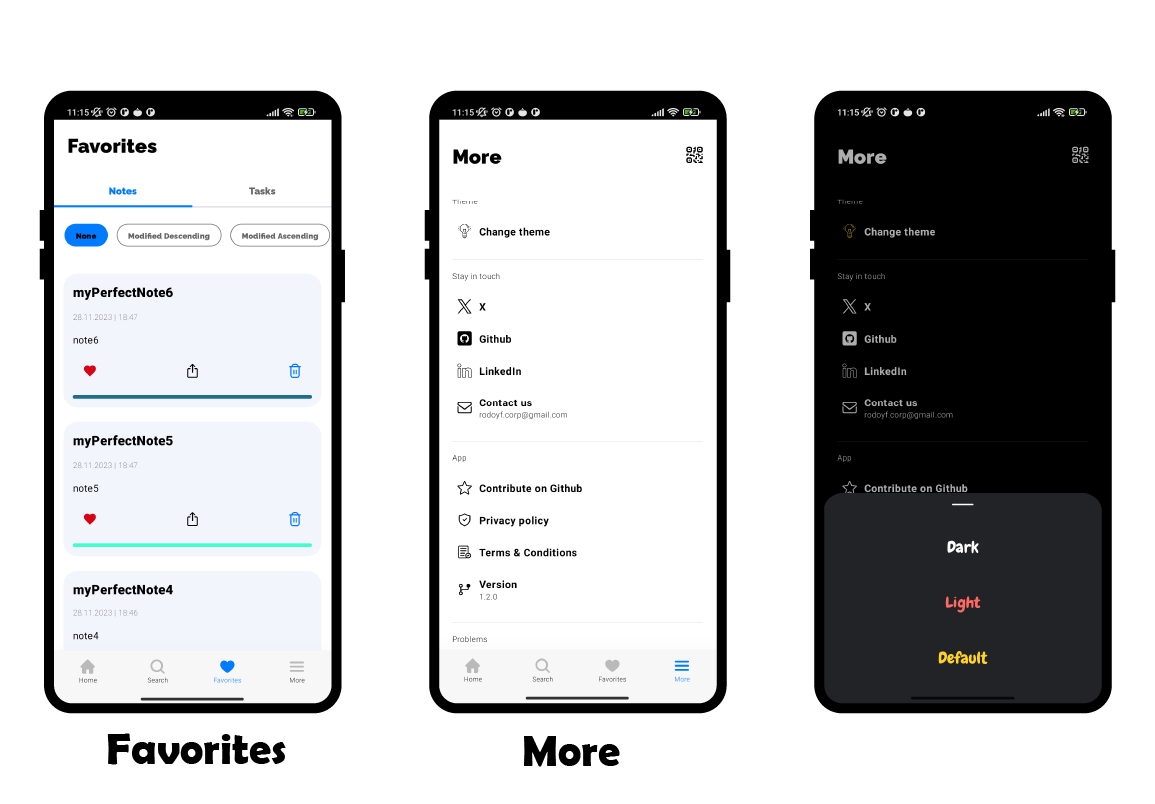 11:15
Favorites
Notes
Tasks
None
Modified Descending
Modified Ascending
myPerfectNote6
28.11.2023 | 18:47
note6
myPerfectNote5
28.11.2023 | 18:47
note5
myPerfectNote4
28.11.2023 | 18:46
note4
Home
Search
Favorites
More
Favorites
11:15
More
Theme
Change theme
Stay in touch
X
Github
LinkedIn
Contact us
rodoyf.corp@gmail.com
App
Contribute on Github
Privacy policy
Terms & Conditions
Version
1.2.0
Problems
Home
Search
Favorites
More
More
11:15
More
Theme
Change theme
Stay in touch
X
Github
LinkedIn
Contact us
rodoyf.corp@gmail.com
App
Contribute on Github
Dark
Light
Default